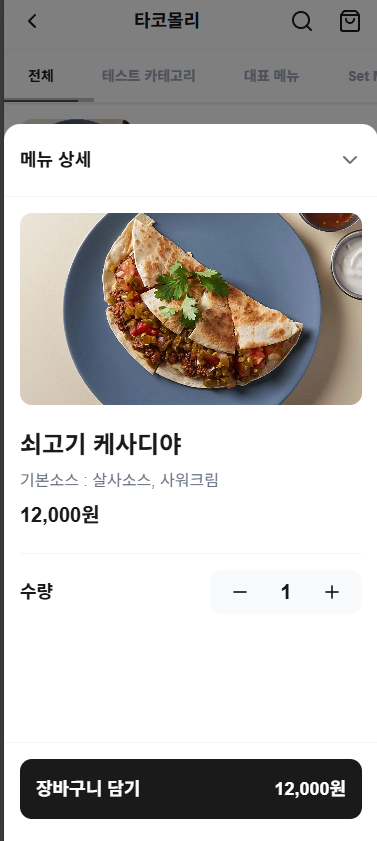 타코몰리
전체 테스트 카테고리 대표 메뉴 Set
메뉴 상세
쇠고기 케사디야
기본소스 : 살사소스, 사워크림
12,000원
수량 1
장바구니 담기 12,000원